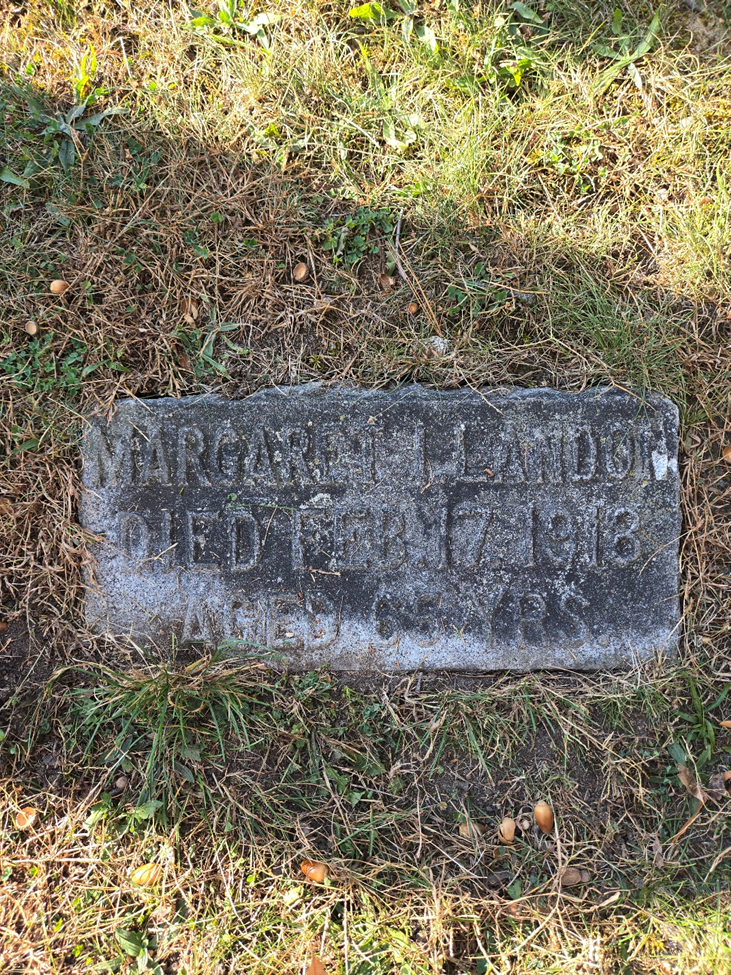 MARGARET I. LANDON
DIED FEB. 17. 1918
AGED 65 YRS.